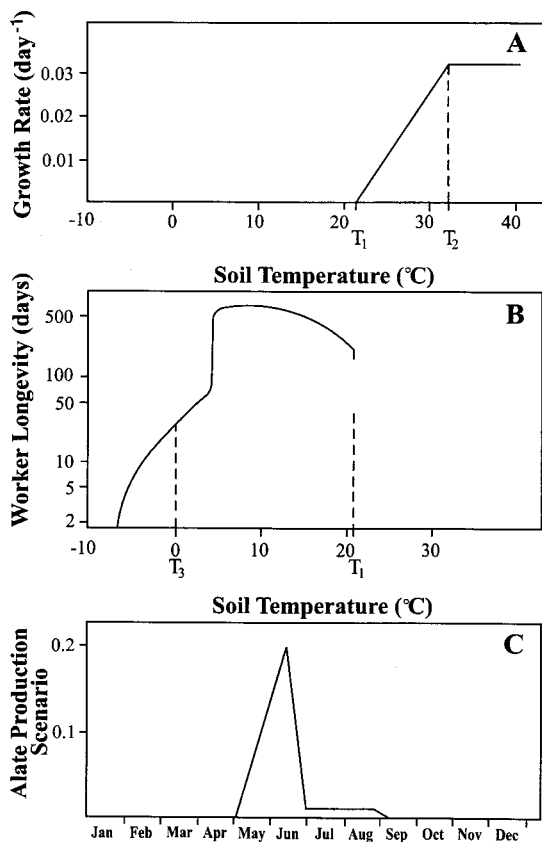 A
Growth Rate (day⁻¹)
0.03
0.02
0.01
-10 0 10 20 30 40
T₁ T₂
Soil Temperature (°C)
B
Worker Longevity (days)
500
100
50
10
5
2
-10 0 10 20 30
T₃ T₁
Soil Temperature (°C)
C
Alate Production
Scenario
0.2
0.1
Jan Feb Mar Apr May Jun Jul Aug Sep Oct Nov Dec